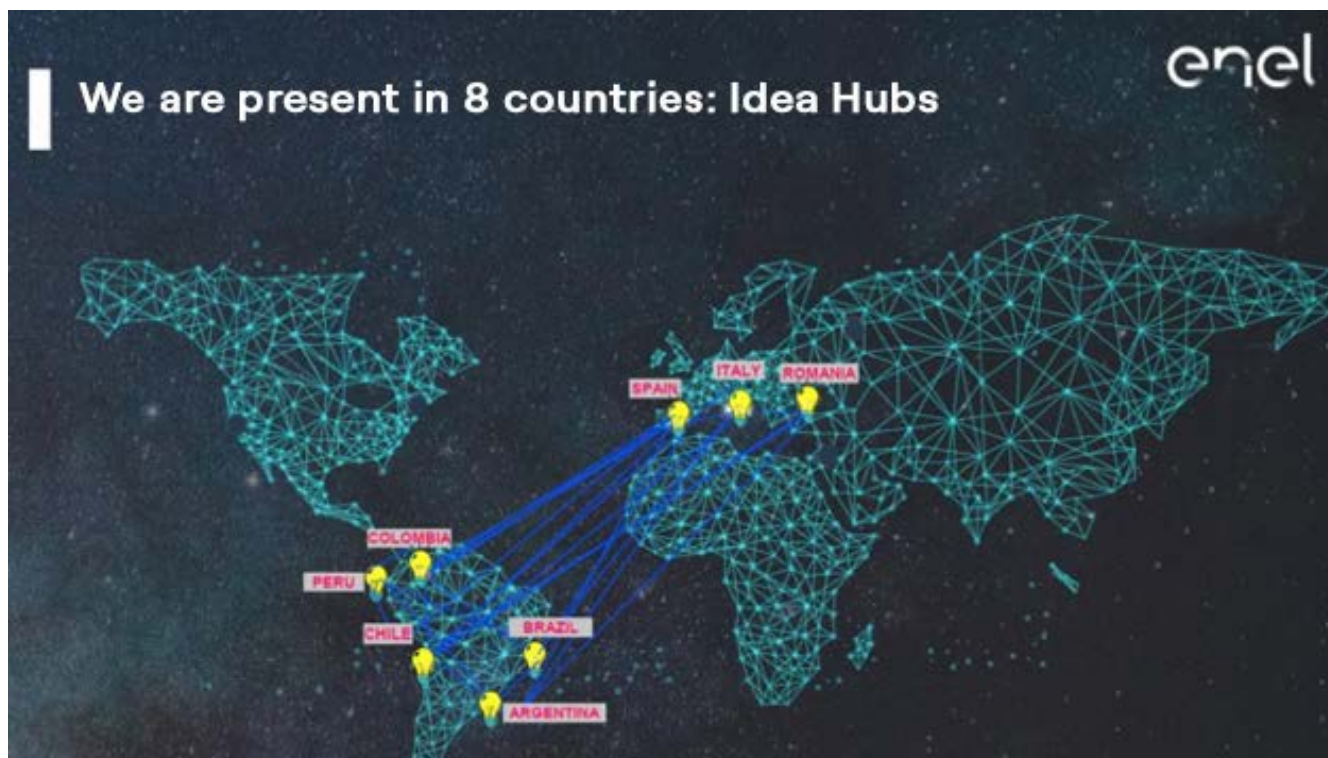 enel
We are present in 8 countries: Idea Hubs
SPAIN
ITALY
ROMANIA
COLOMBIA
PERU
CHILE
BRAZIL
ARGENTINA